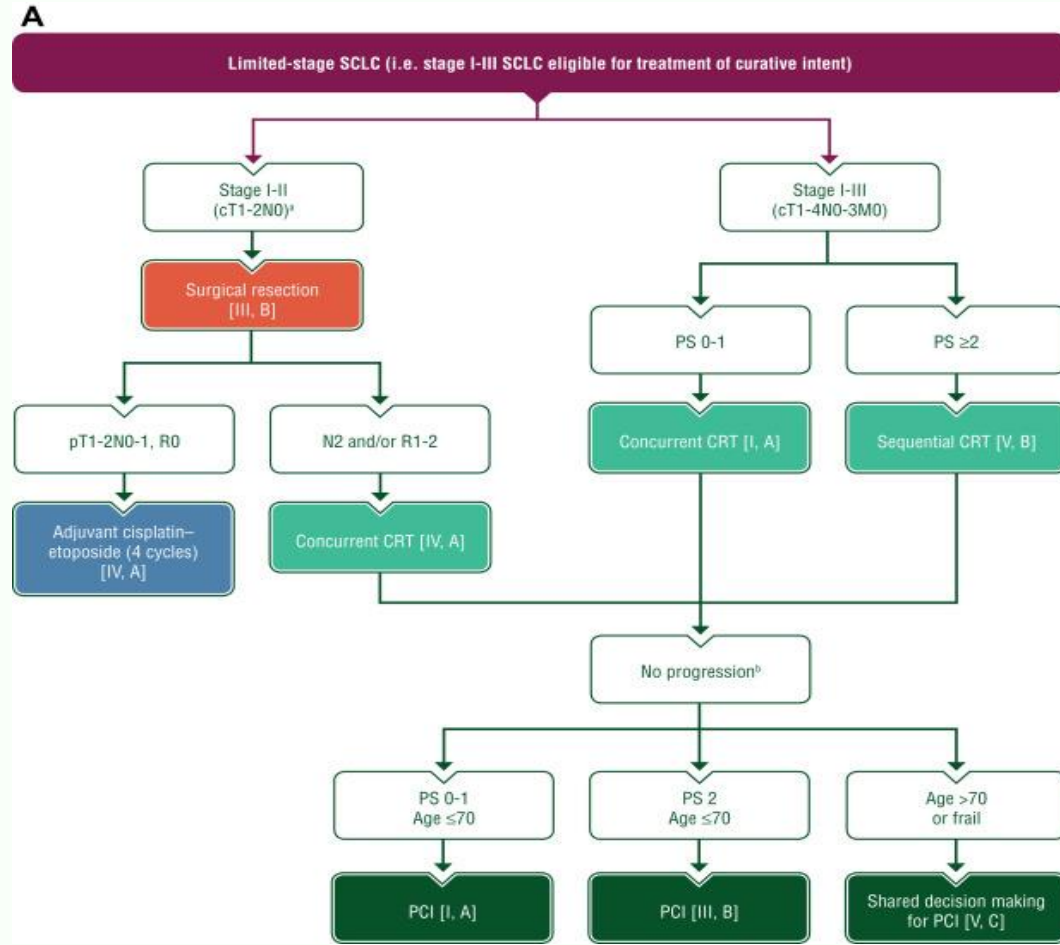 A
Limited-stage SCLC (i.e. stage I-III SCLC eligible for treatment of curative intent)
Stage I-II
(cT1-2N0)ᵃ
Stage I-III
(cT1-4N0-3M0)
Surgical resection
[III, B]
PS 0-1
PS ≥2
pT1-2N0-1, R0
N2 and/or R1-2
Concurrent CRT [I, A]
Sequential CRT [V, B]
Adjuvant cisplatin–
etoposide (4 cycles)
[IV, A]
Concurrent CRT [IV, A]
No progressionᵇ
PS 0-1
Age ≤70
PS 2
Age ≤70
Age >70
or frail
PCI [I, A]
PCI [III, B]
Shared decision making
for PCI [V, C]